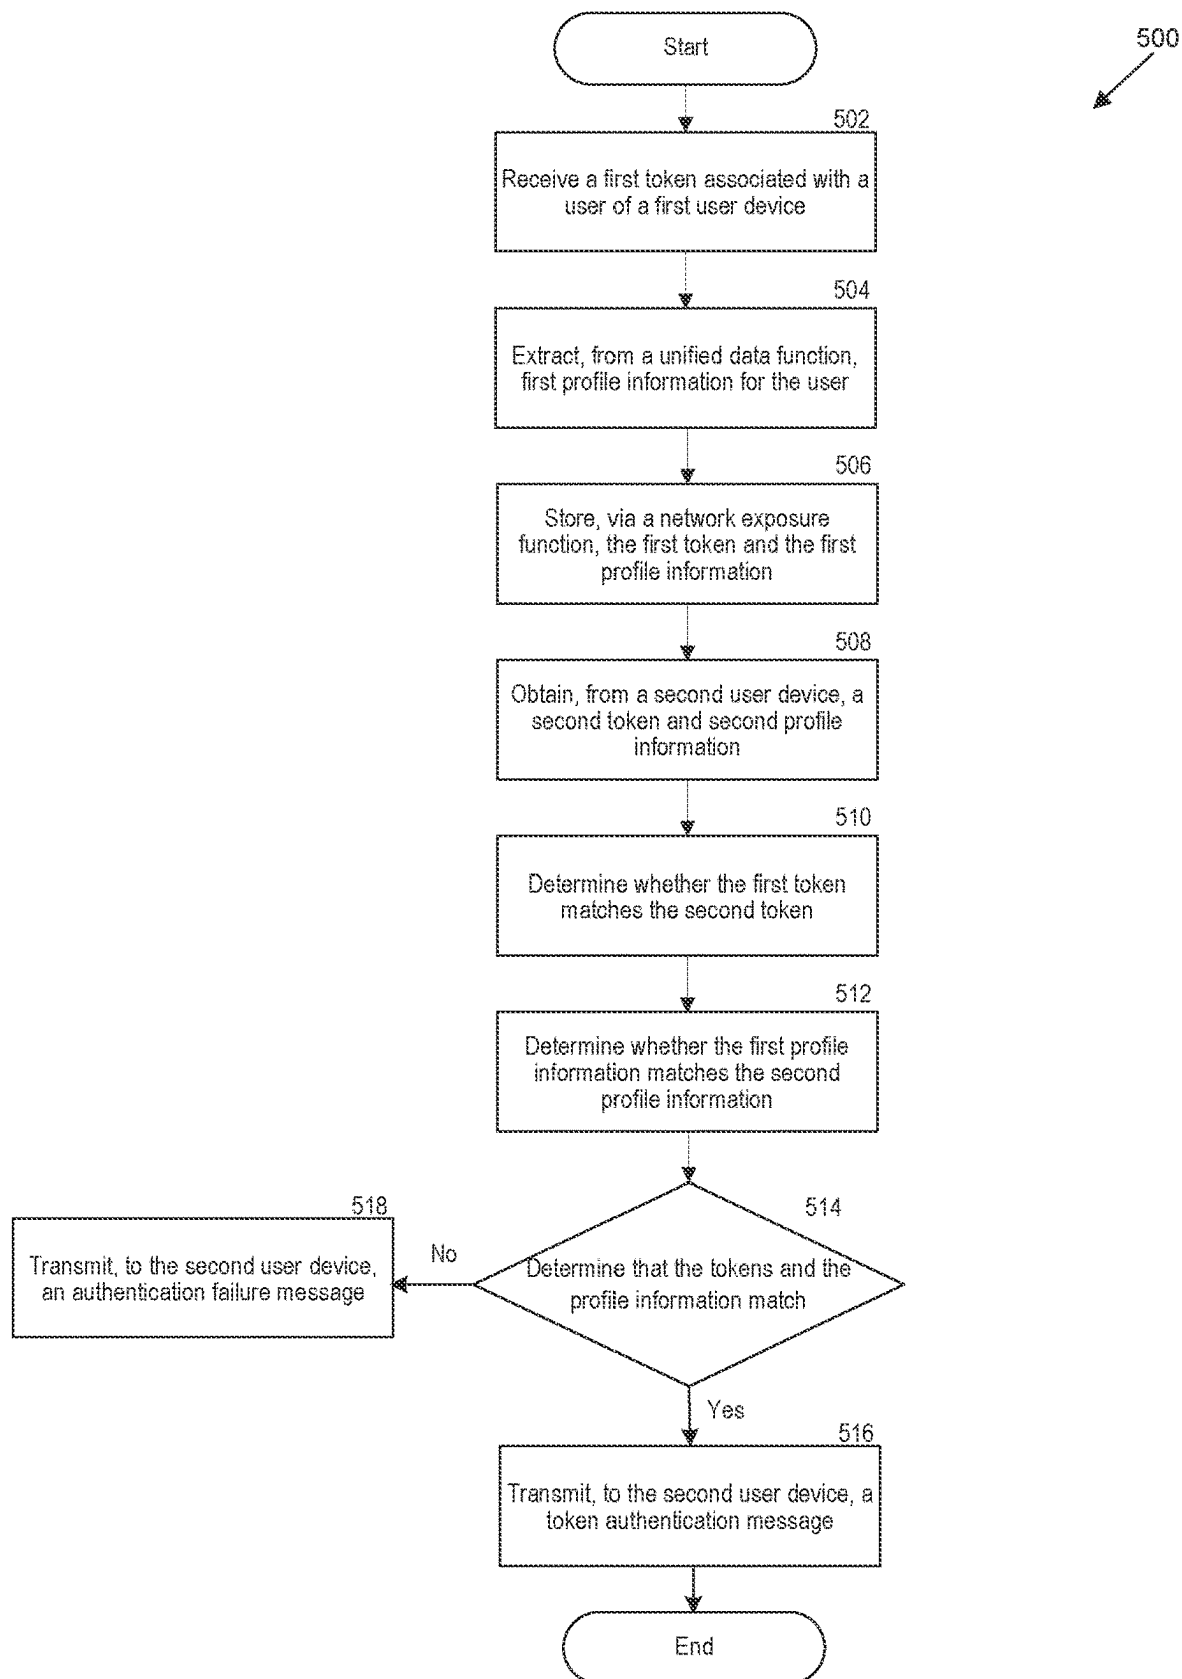 Start
500
502
Receive a first token associated with a
user of a first user device
504
Extract, from a unified data function,
first profile information for the user
506
Store, via a network exposure
function, the first token and the first
profile information
508
Obtain, from a second user device, a
second token and second profile
information
510
Determine whether the first token
matches the second token
512
Determine whether the first profile
information matches the second
profile information
514
Determine that the tokens and the
profile information match
No
518
Transmit, to the second user device,
an authentication failure message
Yes
516
Transmit, to the second user device, a
token authentication message
End